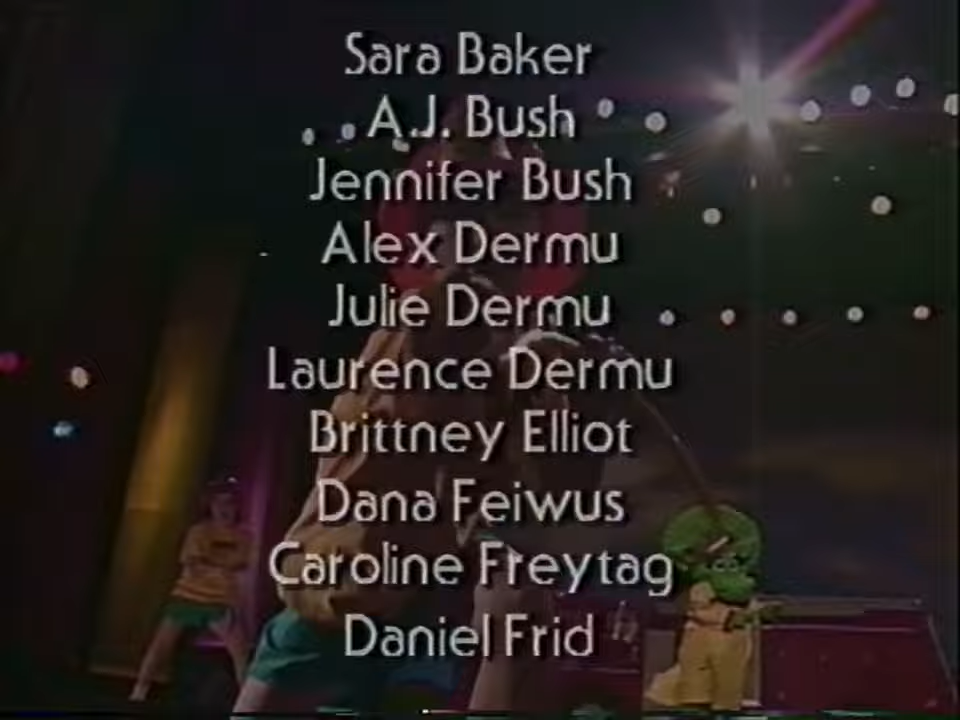 Sara Baker
A.J. Bush
Jennifer Bush
Alex Dermu
Julie Dermu
Laurence Dermu
Brittney Elliot
Dana Feiwus
Caroline Freytag
Daniel Frid